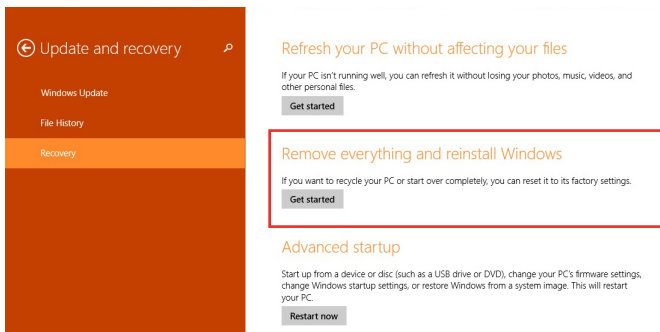 Update and recovery
Windows Update
File History
Recovery
Refresh your PC without affecting your files
If your PC isn't running well, you can refresh it without losing your photos, music, videos, and
other personal files.
Get started
Remove everything and reinstall Windows
If you want to recycle your PC or start over completely, you can reset it to its factory settings.
Get started
Advanced startup
Start up from a device or disc (such as a USB drive or DVD), change your PC's firmware settings,
change Windows startup settings, or restore Windows from a system image. This will restart
your PC.
Restart now